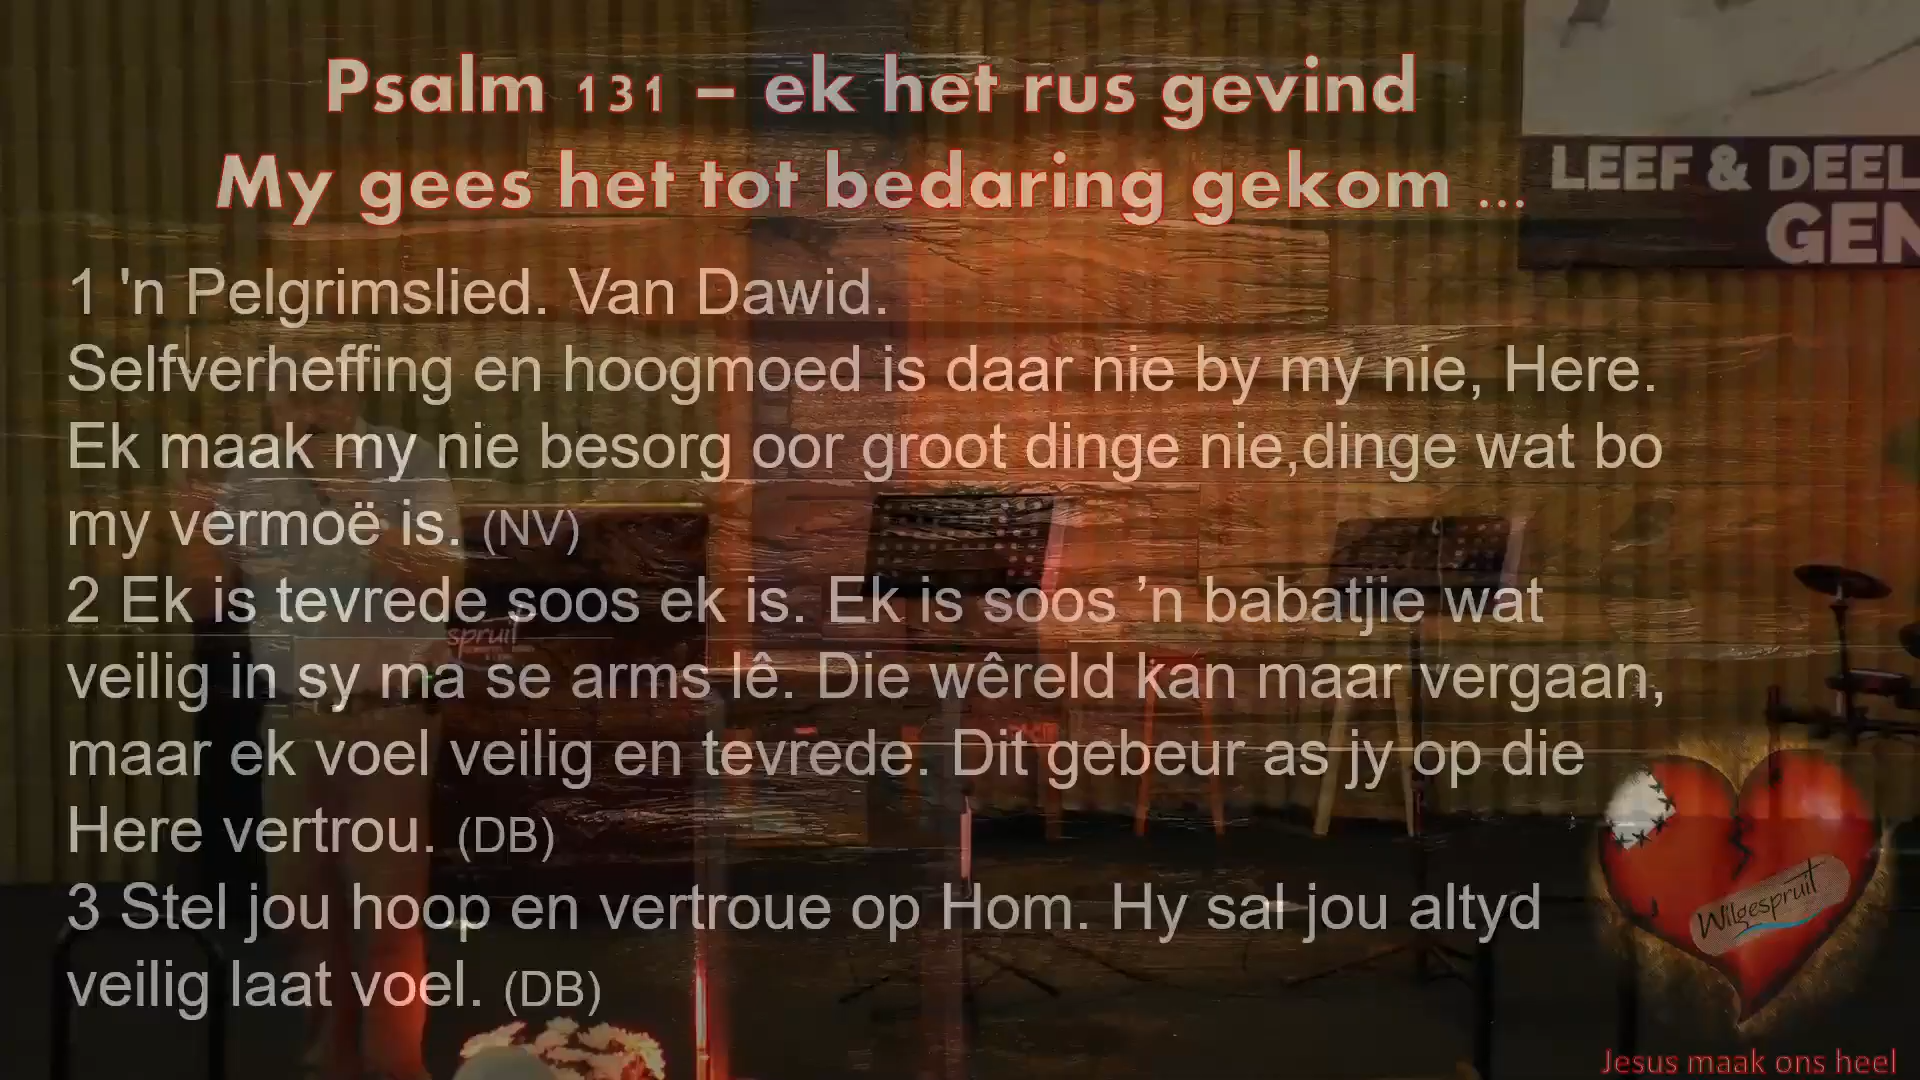 Psalm 131 – ek het rus gevind
My gees het tot bedaring gekom ...
LEEF & DEEL
GEN
1 'n Pelgrimslied. Van Dawid.
Selfverheffing en hoogmoed is daar nie by my nie, Here.
Ek maak my nie besorg oor groot dinge nie,dinge wat bo
my vermoë is. (NV)
2 Ek is tevrede soos ek is. Ek is soos ’n babatjie wat
spruit
veilig in sy ma se arms lê. Die wêreld kan maar vergaan,
maar ek voel veilig en tevrede. Dit gebeur as jy op die
Here vertrou. (DB)
3 Stel jou hoop en vertroue op Hom. Hy sal jou altyd
veilig laat voel. (DB)
Wilgespruit
Jesus maak ons heel